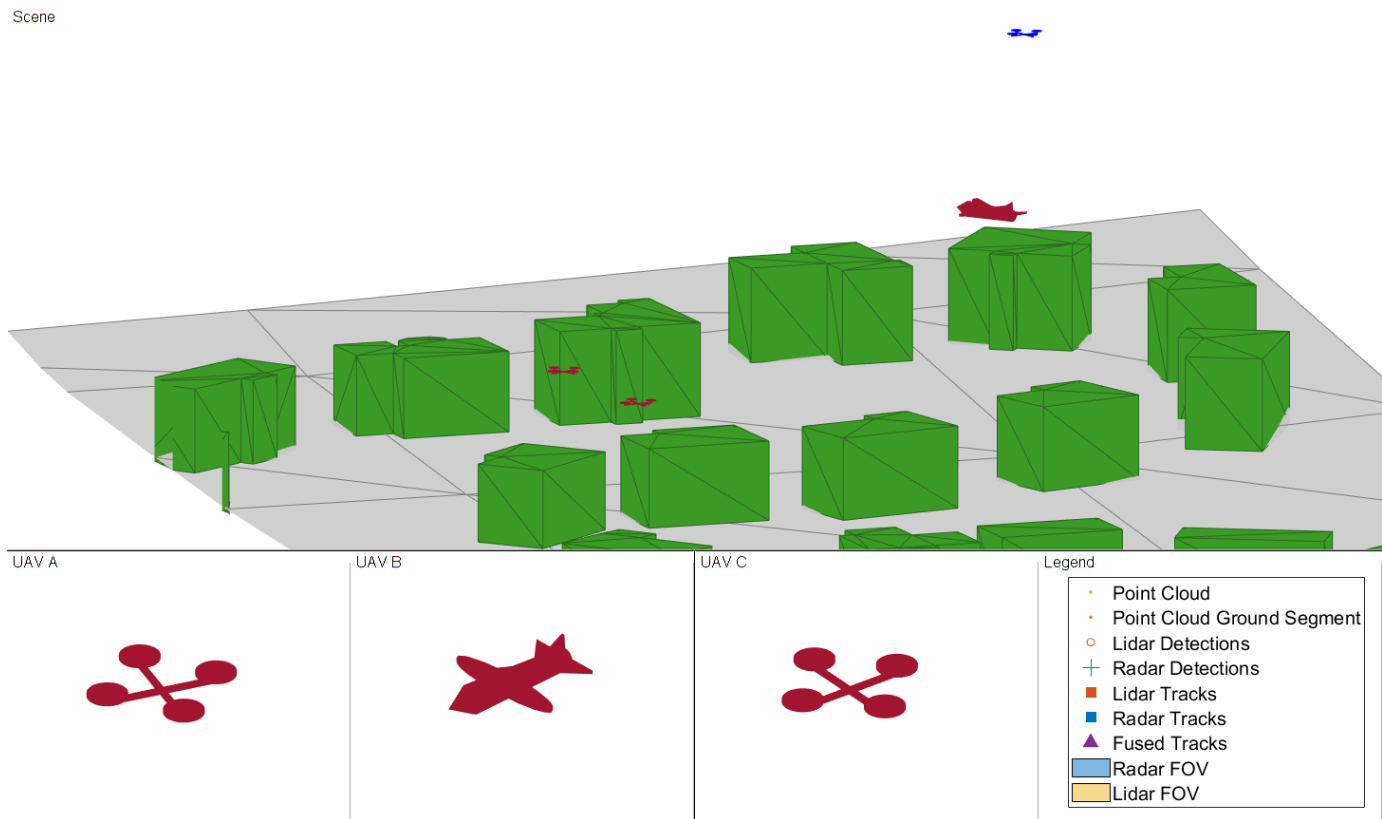 Scene
UAV A
UAV B
UAV C
Legend
Point Cloud
Point Cloud Ground Segment
Lidar Detections
Radar Detections
Lidar Tracks
Radar Tracks
Fused Tracks
Radar FOV
Lidar FOV